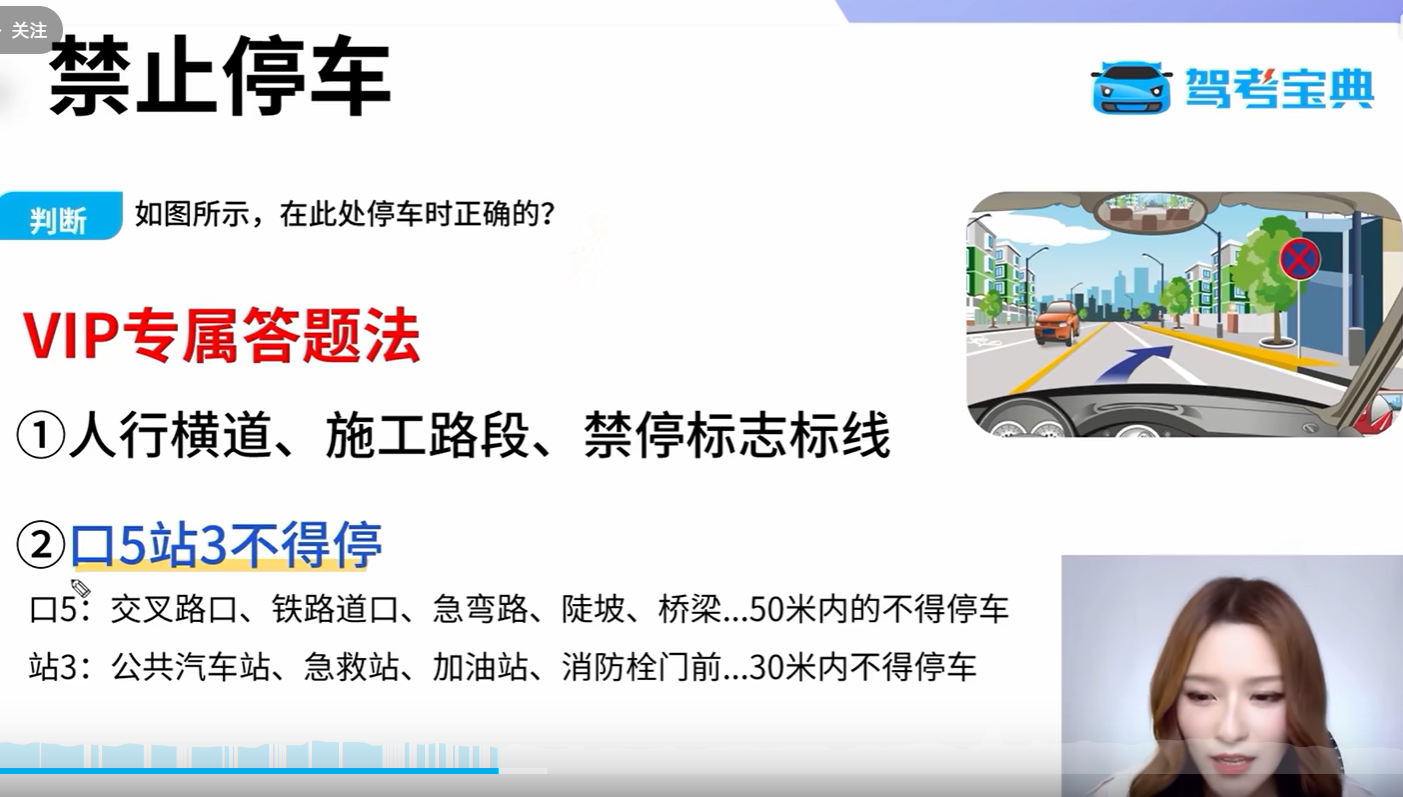 关注
禁止停车
驾考宝典
判断
如图所示，在此处停车时正确的？
VIP专属答题法
①人行横道、施工路段、禁停标志标线
②口5站3不得停
口5：交叉路口、铁路道口、急弯路、陡坡、桥梁...50米内的不得停车
站3：公共汽车站、急救站、加油站、消防栓门前...30米内不得停车